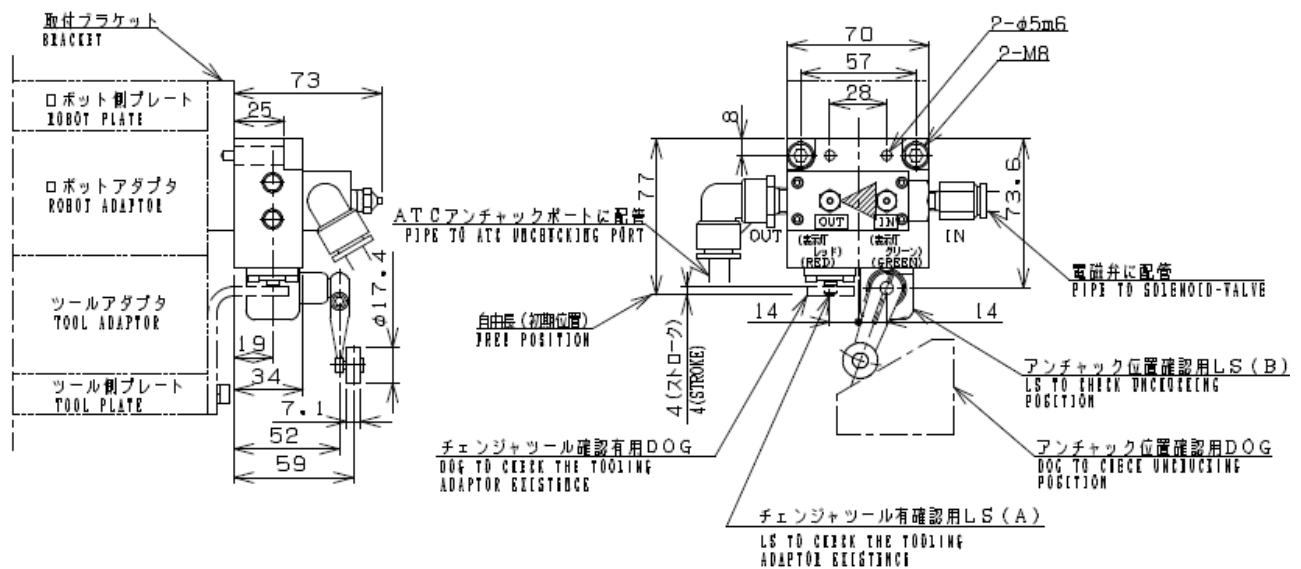 取付ブラケット
BRACKET
73
25
ロボット側プレート
ROBOT PLATE
ロボットアダプタ
ROBOT ADAPTOR
ツールアダプタ
TOOL ADAPTOR
ツール側プレート
TOOL PLATE
19
34
7.1
52
59
φ17.4
2-φ5m6
2-M8
70
57
28
8
77
73.6
ATCアンチャックポートに配管
PIPE TO ATC UNCHUCKING PORT
OUT
OUT
IN
IN
(表示灯
レッド)
(RED)
(表示灯
グリーン)
(GREEN)
電磁弁に配管
PIPE TO SOLENOID-VALVE
自由長(初期位置)
FREE POSITION
14
14
4(ストローク)
4(STROKE)
アンチャック位置確認用LS(B)
LS TO CHECK UNCHUCKING
POSITION
チェンジャツール確認有用DOG
DOG TO CHECK THE TOOLING
ADAPTOR EXISTENCE
アンチャック位置確認用DOG
DOG TO CHECK UNCHUCKING
POSITION
チェンジャツール有確認用LS(A)
LS TO CHECK THE TOOLING
ADAPTOR EXISTENCE